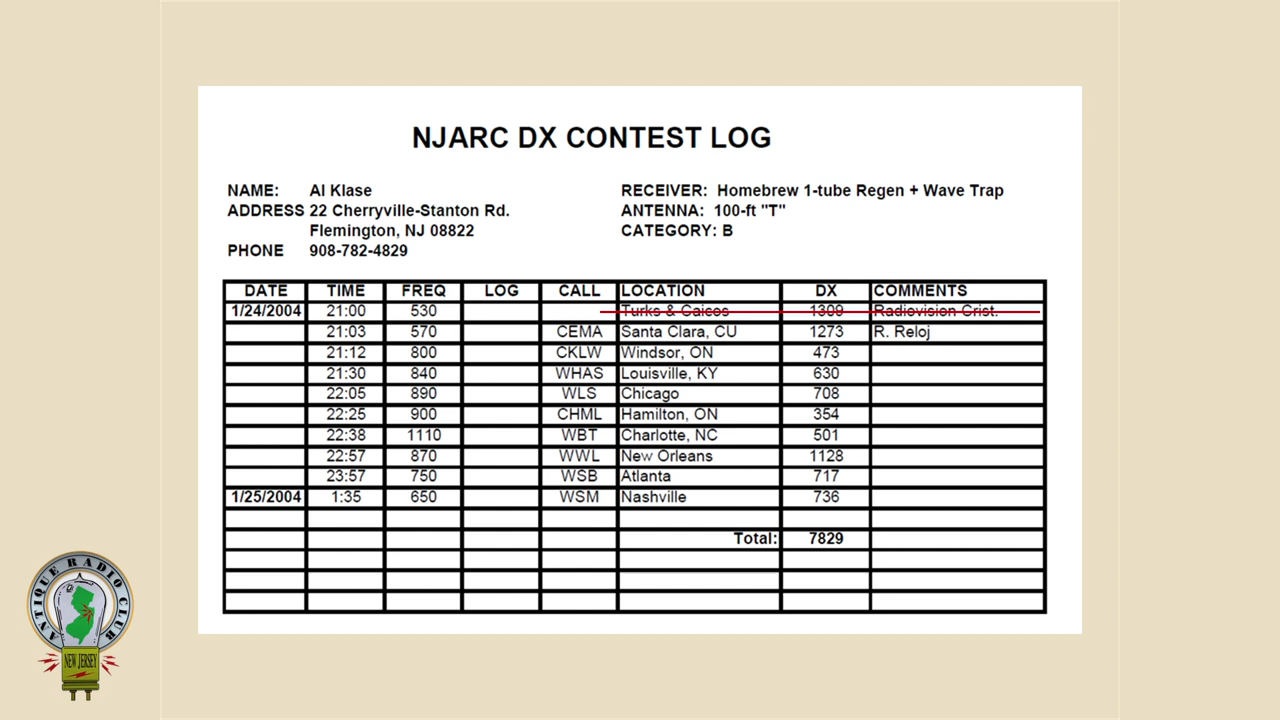 NJARC DX CONTEST LOG
NAME: Al Klase RECEIVER: Homebrew 1-tube Regen + Wave Trap
ADDRESS 22 Cherryville-Stanton Rd. ANTENNA: 100-ft "T"
Flemington, NJ 08822 CATEGORY: B
PHONE 908-782-4829
DATE TIME FREQ LOG CALL LOCATION DX COMMENTS
1/24/2004 21:00 530 Turks & Caicos 1309 Radiovision Crist.
21:03 570 CEMA Santa Clara, CU 1273 R. Reloj
21:12 800 CKLW Windsor, ON 473
21:30 840 WHAS Louisville, KY 630
22:05 890 WLS Chicago 708
22:25 900 CHML Hamilton, ON 354
22:38 1110 WBT Charlotte, NC 501
22:57 870 WWL New Orleans 1128
23:57 750 WSB Atlanta 717
1/25/2004 1:35 650 WSM Nashville 736
Total: 7829
ANTIQUE RADIO CLUB
NEW JERSEY